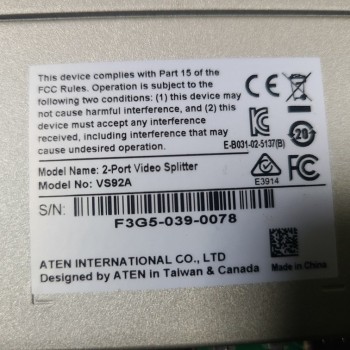 This device complies with Part 15 of the
FCC Rules. Operation is subject to the
following two conditions: (1) this device may
not cause harmful interference, and (2) this
device must accept any interference
received, including interference that may
cause undesired operation.
CE
20
E-B031-02-5137(B)
Model Name: 2-Port Video Splitter
Model No: VS92A
E3914
FC
S/N:
F3G5-039-0078
ATEN INTERNATIONAL CO., LTD
Designed by ATEN in Taiwan & Canada
Made in China